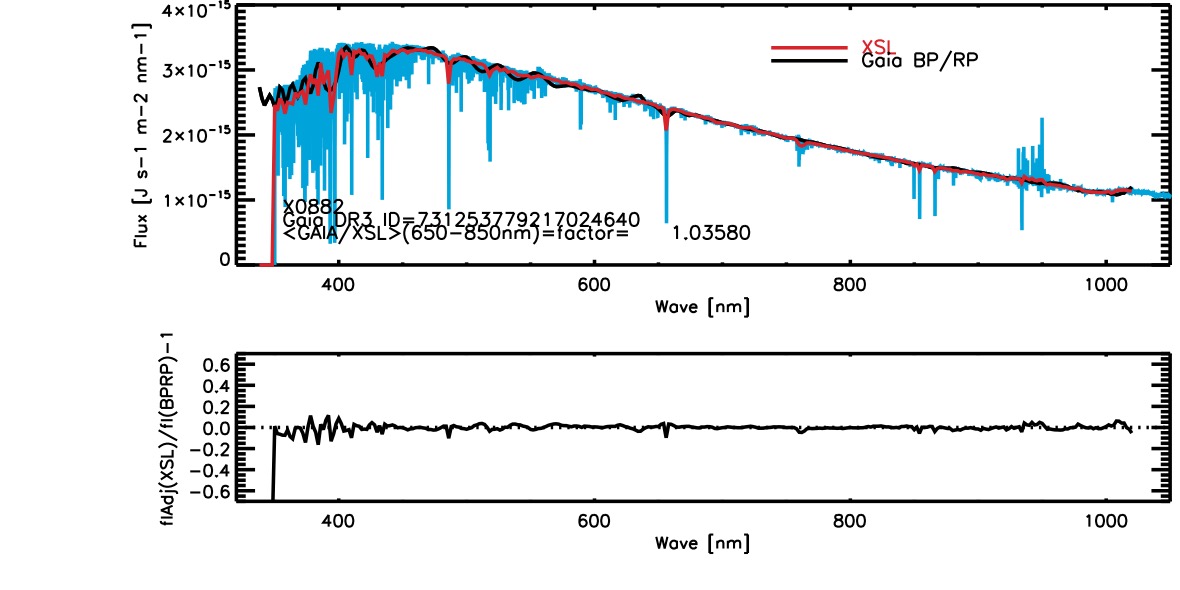 4×10−15
3×10−15
2×10−15
1×10−15
0
Flux [J s−1 m−2 nm−1]
XSL
Gaia BP/RP
X0882
Gaia DR3 ID=731253779217024640
<GAIA/XSL>(650−850nm)=factor= 1.03580
400 600 800 1000
Wave [nm]
0.6
0.4
0.2
0.0
−0.2
−0.4
−0.6
flAdj(XSL)/fl(BPRP)−1
400 600 800 1000
Wave [nm]